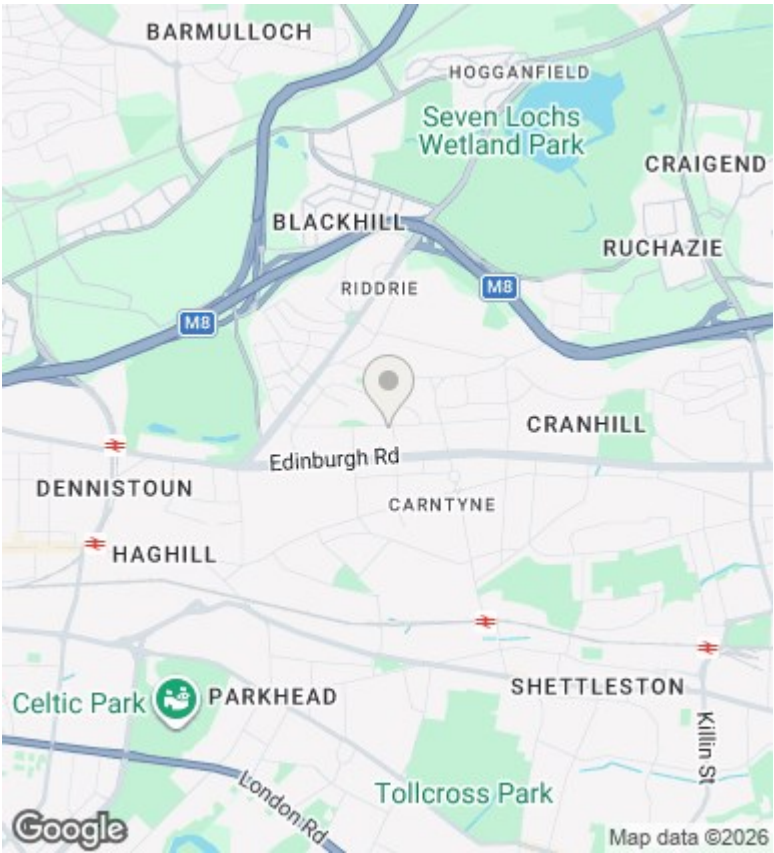 BARMULLOCH
HOGGANFIELD
Seven Lochs
Wetland Park
CRAIGEND
BLACKHILL
RUCHAZIE
RIDDRIE
M8
M8
CRANHILL
Edinburgh Rd
DENNISTOUN
CARNTYNE
HAGHILL
SHETTLESTON
Celtic Park
PARKHEAD
Killin St
Tollcross Park
London Rd
Google
Map data ©2026